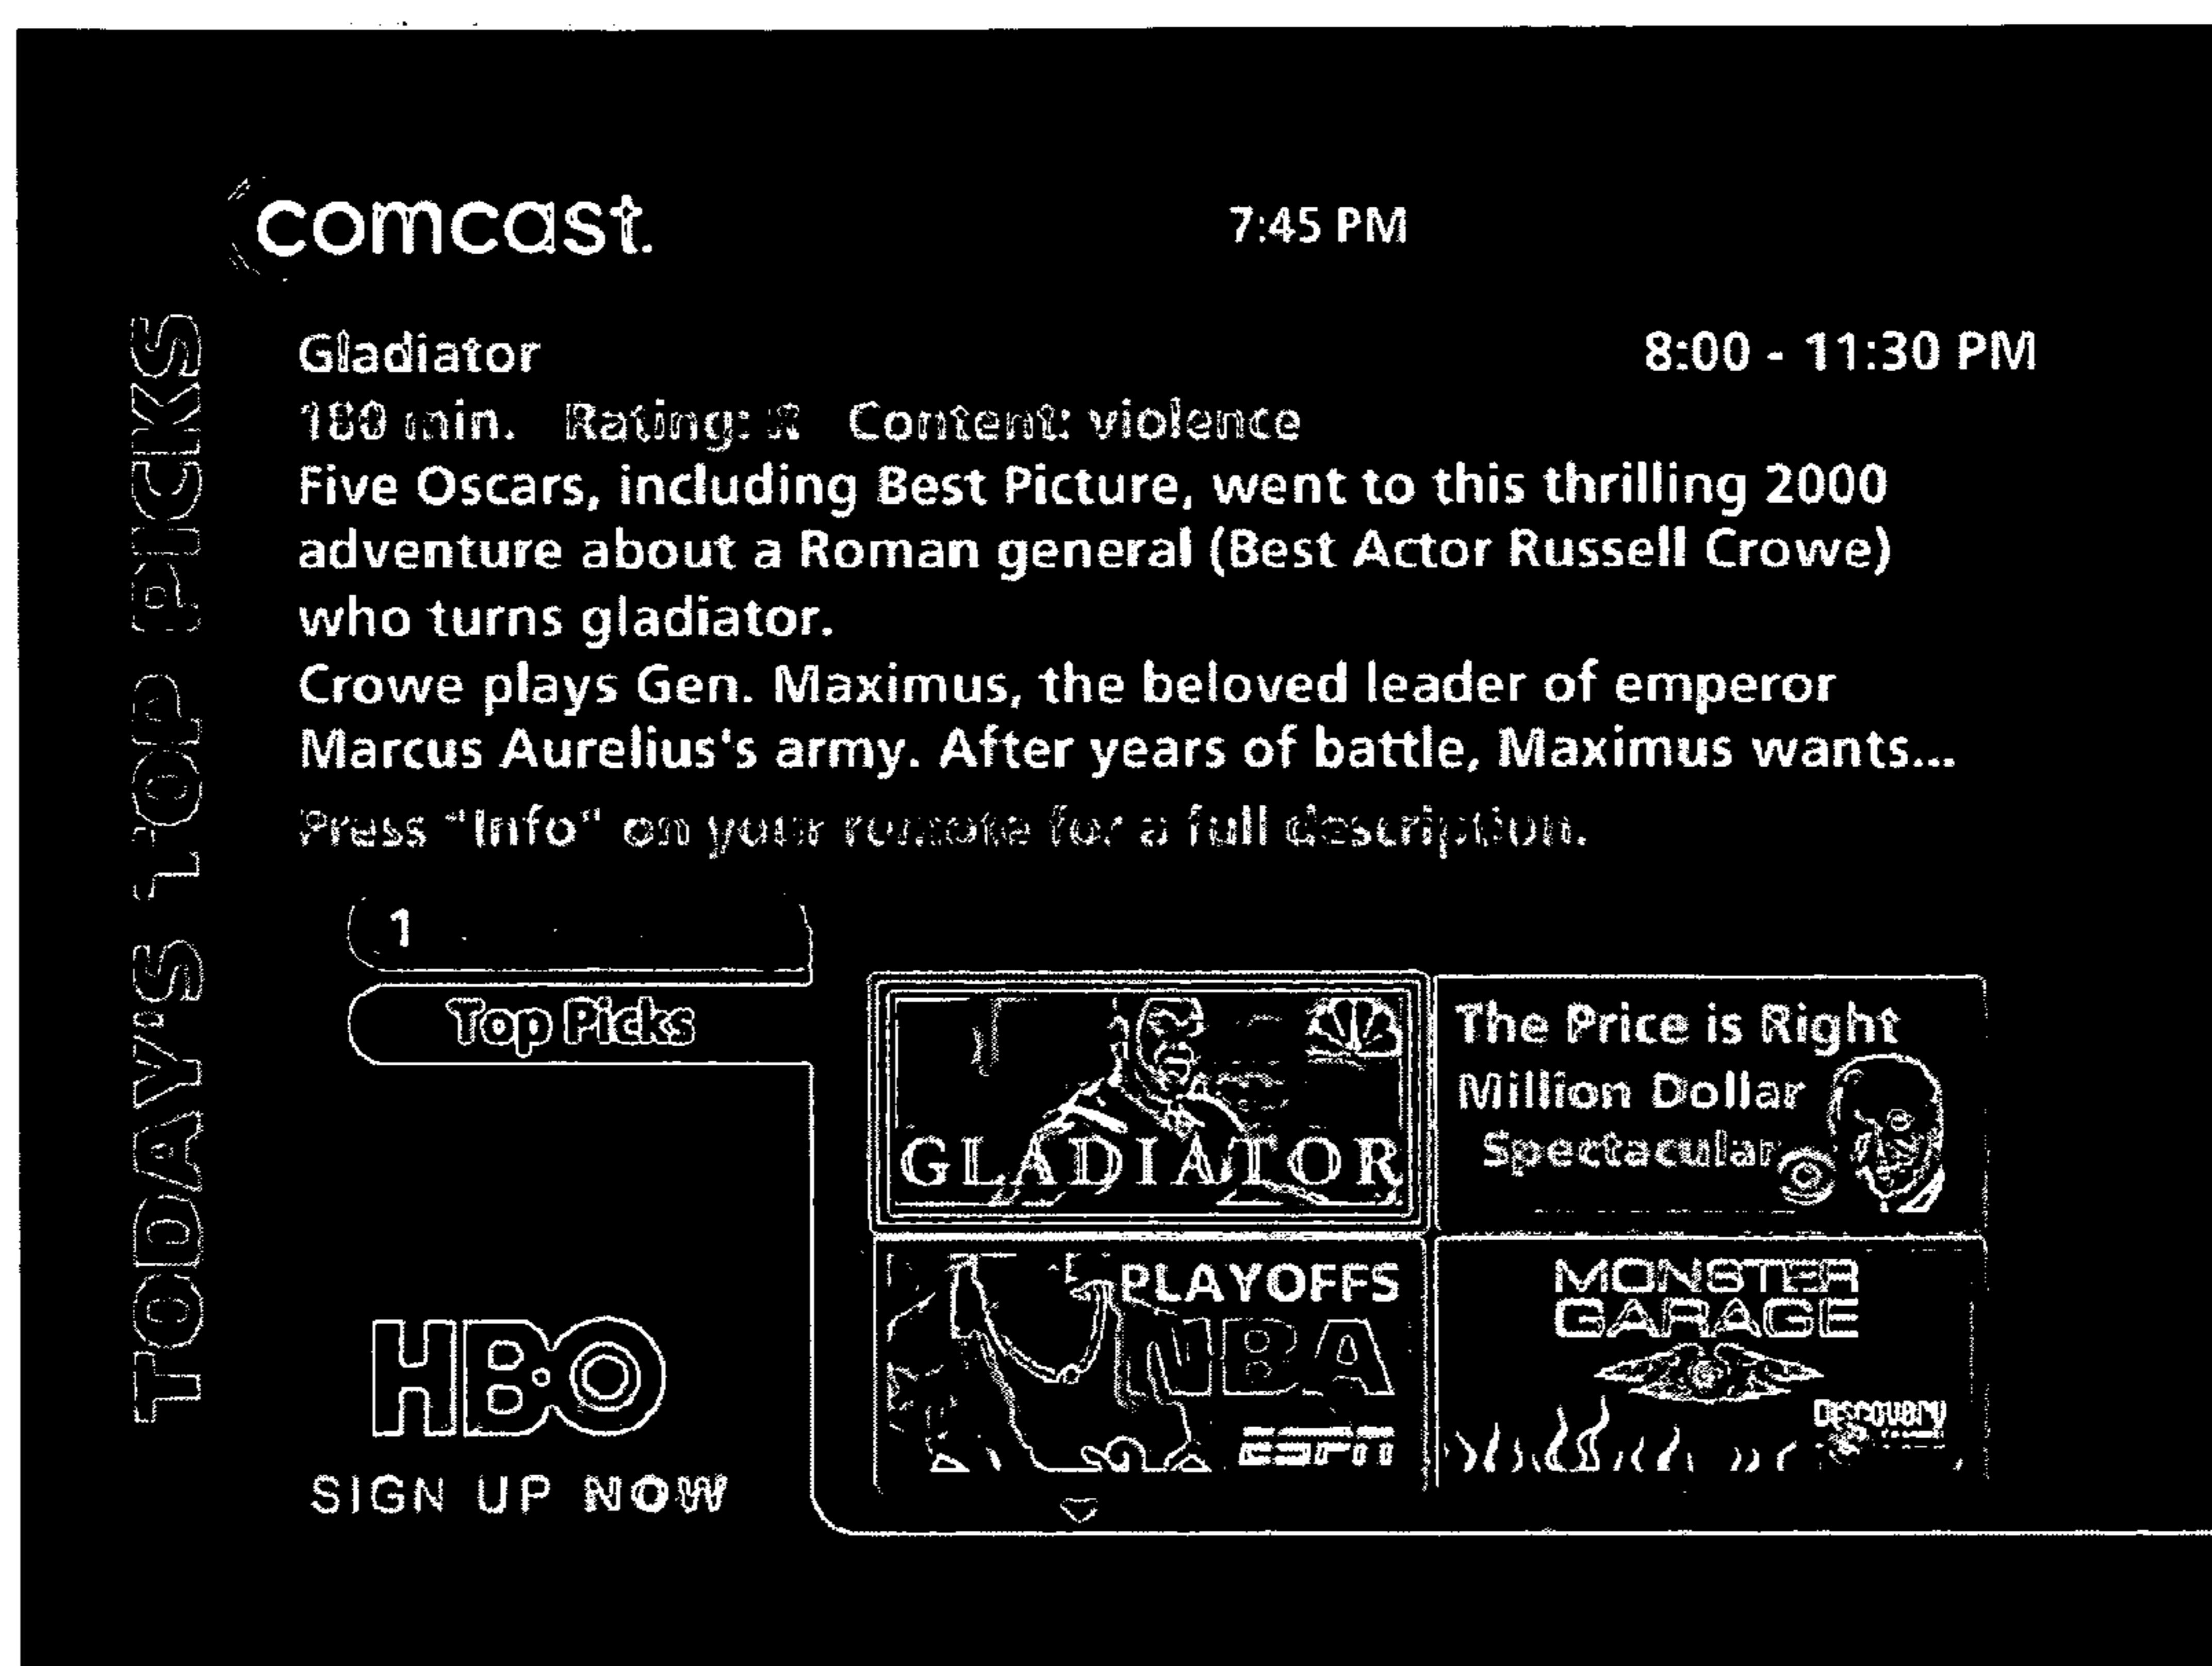 comcast.
7:45 PM
TODAY'S TOP PICKS
Gladiator
8:00 - 11:30 PM
180 min. Rating: R Content: violence
Five Oscars, including Best Picture, went to this thrilling 2000
adventure about a Roman general (Best Actor Russell Crowe)
who turns gladiator.
Crowe plays Gen. Maximus, the beloved leader of emperor
Marcus Aurelius's army. After years of battle, Maximus wants...
Press "Info" on your remote for a full description.
1
Top Picks
GLADIATOR
The Price is Right
Million Dollar
Spectacular
PLAYOFFS
NBA
ESPN
MONSTER
GARAGE
DISCOVERY
HBO
SIGN UP NOW